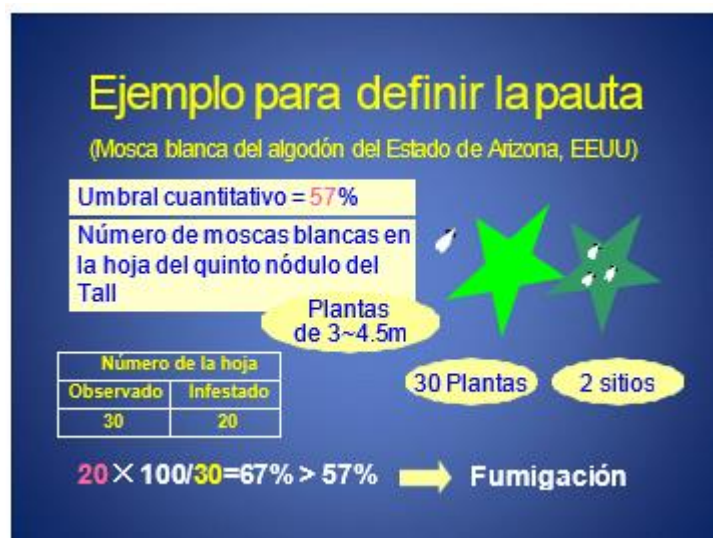 Ejemplo para definir la pauta
(Mosca blanca del algodón del Estado de Arizona, EEUU)
Umbral cuantitativo = 57%
Número de moscas blancas en
la hoja del quinto nódulo del
Tall
Plantas
de 3~4.5m
30 Plantas
2 sitios
Número de la hoja
Observado Infestado
30 20
20×100/30=67% > 57%
Fumigación